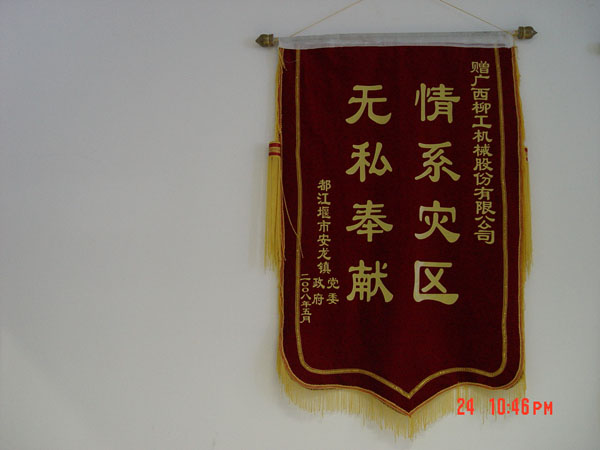 赠广西柳工机械股份有限公司
情系灾区
无私奉献
都江堰市安龙镇党委
政府
二〇〇八年五月
24 10:46PM